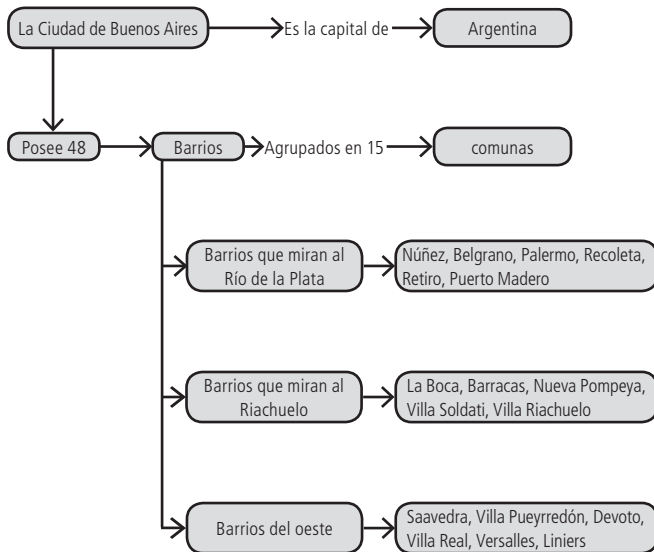 La Ciudad de Buenos Aires
Es la capital de
Argentina
Posee 48
Barrios
Agrupados en 15
comunas
Barrios que miran al
Río de la Plata
Núñez, Belgrano, Palermo, Recoleta,
Retiro, Puerto Madero
Barrios que miran al
Riachuelo
La Boca, Barracas, Nueva Pompeya,
Villa Soldati, Villa Riachuelo
Barrios del oeste
Saavedra, Villa Pueyrredón, Devoto,
Villa Real, Versalles, Liniers